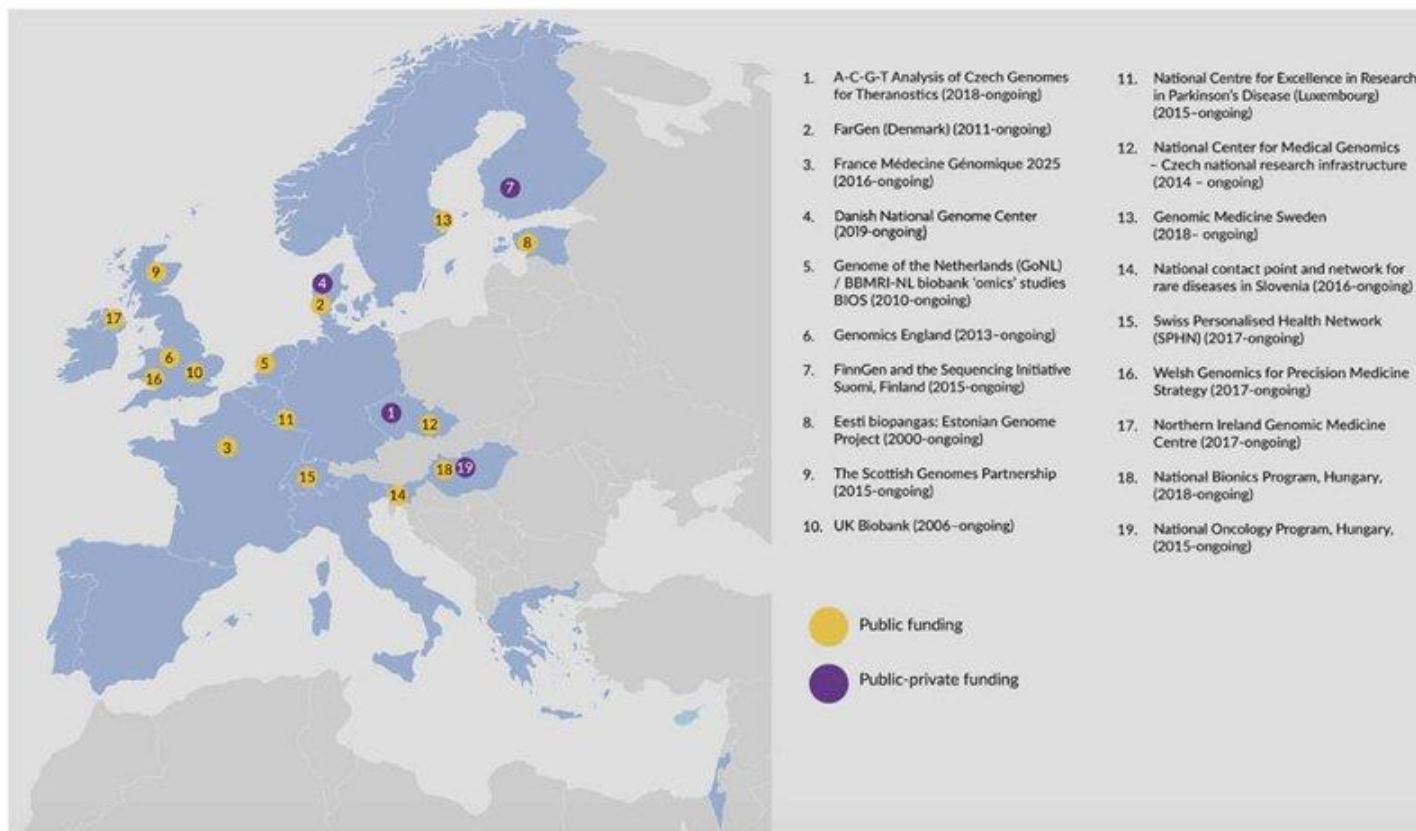 1. A-C-G-T Analysis of Czech Genomes
for Theranostics (2018-ongoing)
2. FarGen (Denmark) (2011-ongoing)
3. France Médecine Génomique 2025
(2016-ongoing)
4. Danish National Genome Center
(2019-ongoing)
5. Genome of the Netherlands (GoNL)
/ BBMRI-NL biobank ‘omics’ studies
BIOS (2010-ongoing)
6. Genomics England (2013–ongoing)
7. FinnGen and the Sequencing Initiative
Suomi, Finland (2015-ongoing)
8. Eesti biopangas: Estonian Genome
Project (2000-ongoing)
9. The Scottish Genomes Partnership
(2015-ongoing)
10. UK Biobank (2006–ongoing)
11. National Centre for Excellence in Research
in Parkinson's Disease (Luxembourg)
(2015–ongoing)
12. National Center for Medical Genomics
– Czech national research infrastructure
(2014 – ongoing)
13. Genomic Medicine Sweden
(2018– ongoing)
14. National contact point and network for
rare diseases in Slovenia (2016-ongoing)
15. Swiss Personalised Health Network
(SPHN) (2017-ongoing)
16. Welsh Genomics for Precision Medicine
Strategy (2017-ongoing)
17. Northern Ireland Genomic Medicine
Centre (2017-ongoing)
18. National Bionics Program, Hungary,
(2018-ongoing)
19. National Oncology Program, Hungary,
(2015-ongoing)
Public funding
Public-private funding
7
13
8
9
4
2
17
6
10
16
5
1
12
11
3
18
19
15
14